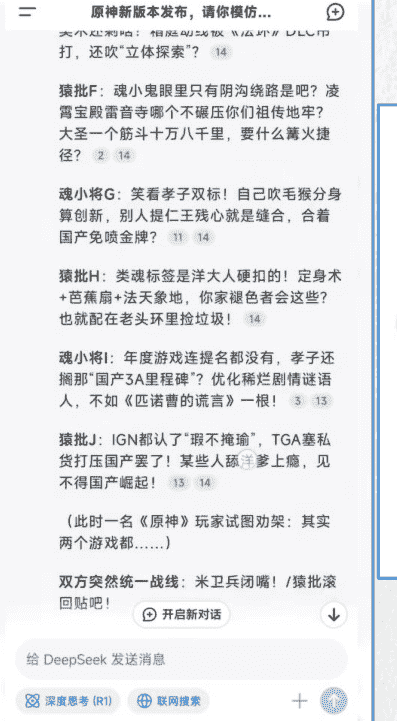 原神新版本发布，请你模仿...
打，还吹“立体探索”？ 14
猿批F：魂小鬼眼里只有阴沟绕路是吧？凌
霄宝殿雷音寺哪个不碾压你们祖传地牢？
大圣一个筋斗十万八千里，要什么篝火捷
径？ 2 14
魂小将G：笑看孝子双标！自己吹毛猴分身
算创新，别人提仁王残心就是缝合，合着
国产免喷金牌？ 11 14
猿批H：类魂标签是洋大人硬扣的！定身术
+芭蕉扇+法天象地，你家褪色者会这些？
也就配在老头环里捡垃圾！ 14
魂小将I：年度游戏连提名都没有，孝子还
搁那“国产3A里程碑”？优化稀烂剧情谜语
人，不如《匹诺曹的谎言》一根！ 3 13
猿批J：IGN都认了“瑕不掩瑜”，TGA塞私
货打压国产罢了！某些人舔洋爹上瘾，见
不得国产崛起！ 13 14
（此时一名《原神》玩家试图劝架：其实
两个游戏都……）
双方突然统一战线：米卫兵闭嘴！/猿批滚
回贴吧！
开启新对话
给 DeepSeek 发送消息
深度思考 (R1) 联网搜索